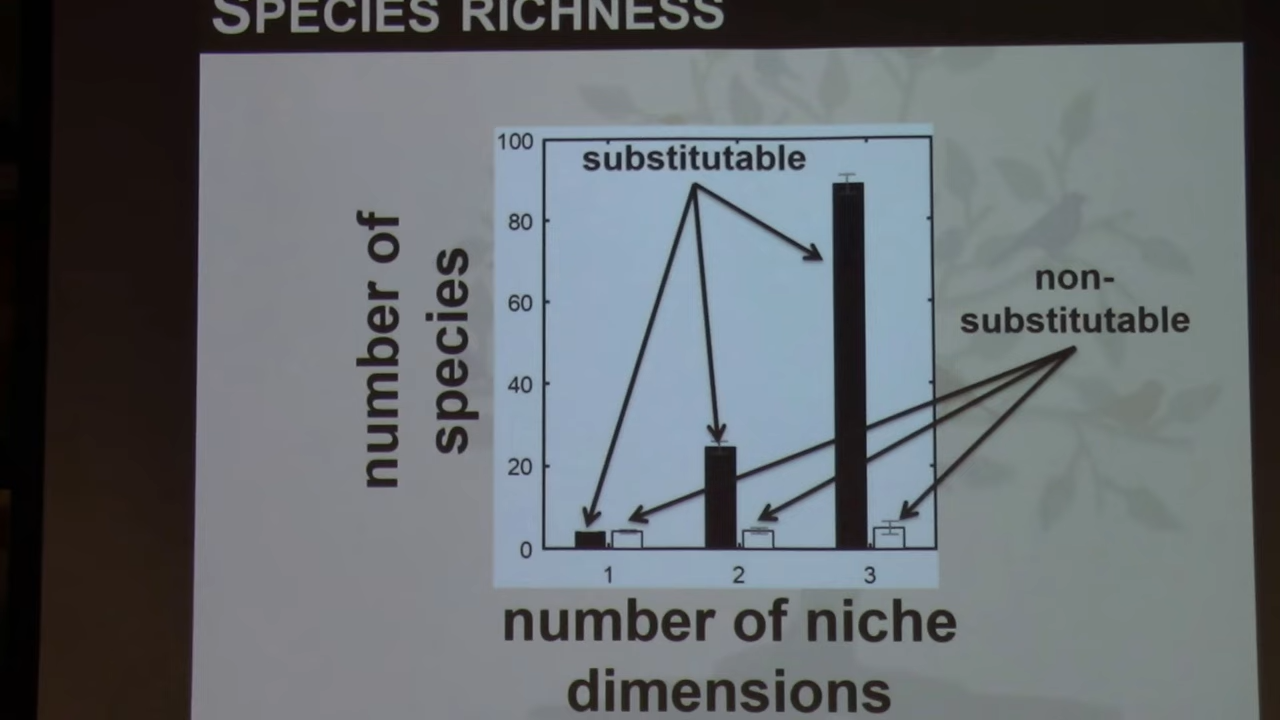 SPECIES RICHNESS
number of
species
100
80
60
40
20
0
substitutable
non-
substitutable
1 2 3
number of niche
dimensions